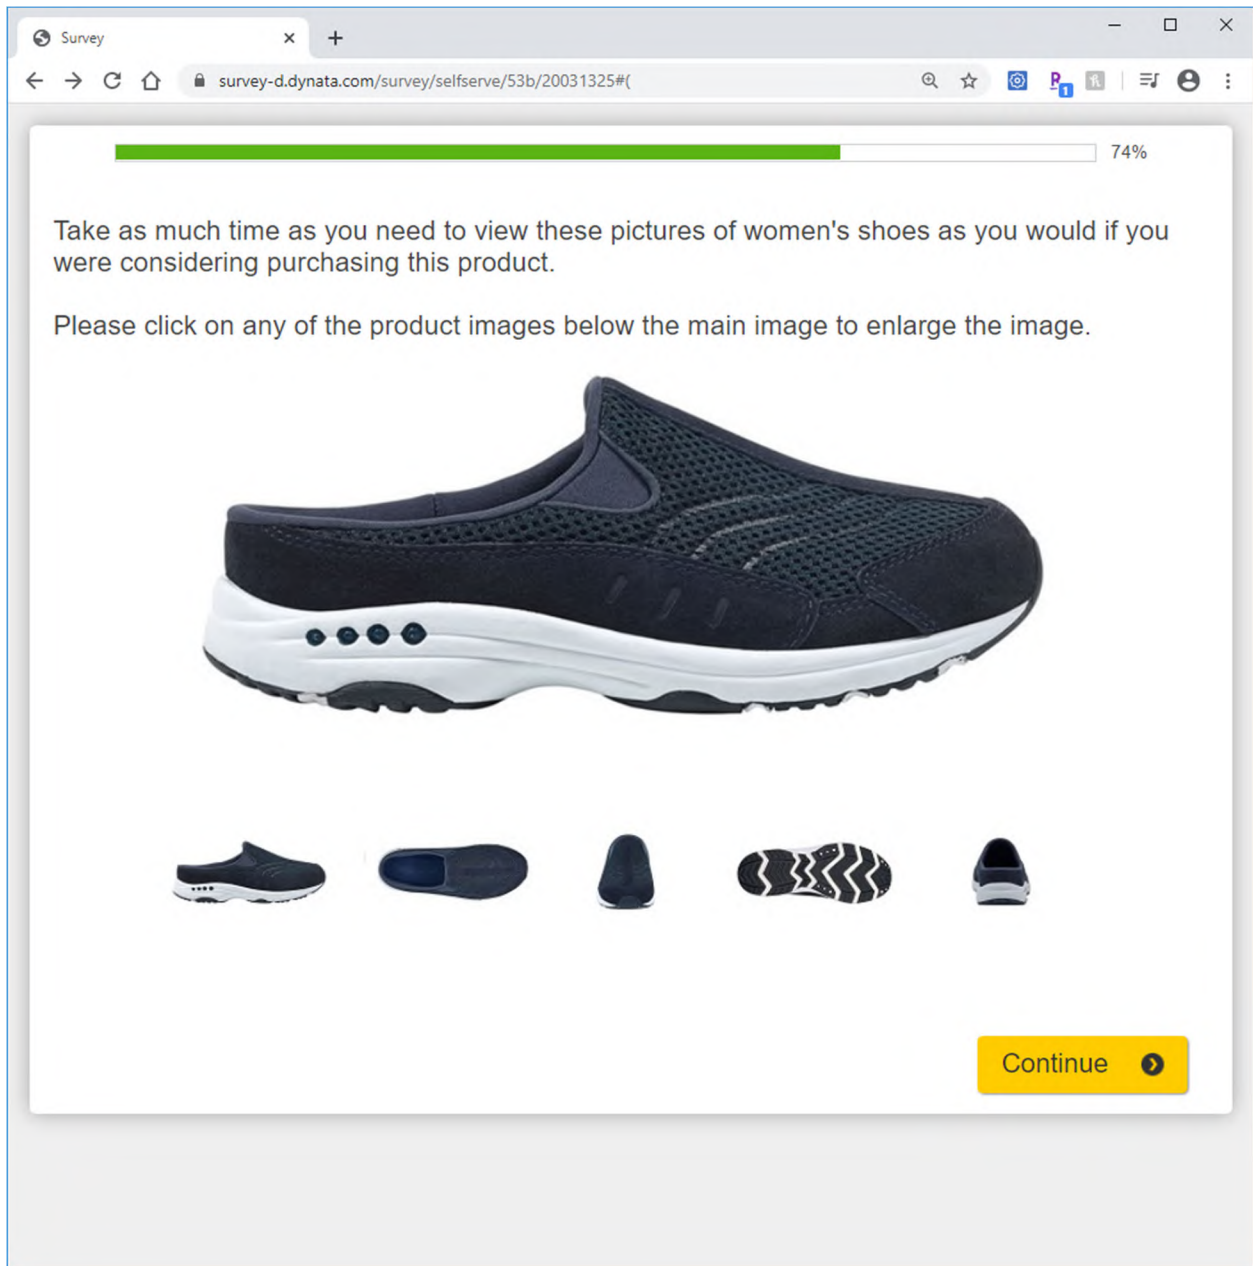 Survey
survey-d.dynata.com/survey/selfserve/53b/20031325#(
1
74%
Take as much time as you need to view these pictures of women's shoes as you would if you
were considering purchasing this product.
Please click on any of the product images below the main image to enlarge the image.
Continue